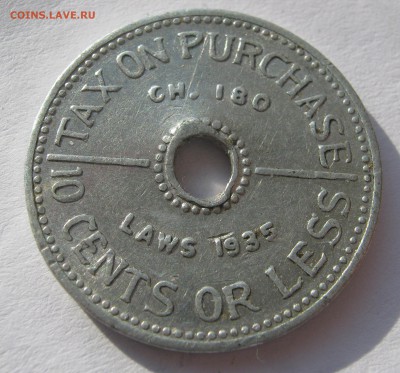 COINS.LAVE.RU
TAX ON PURCHASE
CH. 180
LAWS 1935
10 CENTS OR LESS